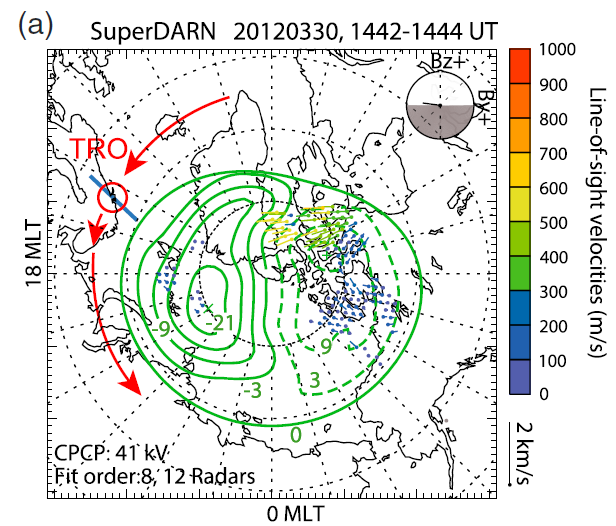 (a)
SuperDARN 20120330, 1442-1444 UT
Bz+
By+
TRO
18 MLT
-9
-21
9
-3
3
0
CPCP: 41 kV
Fit order:8, 12 Radars
0 MLT
1000
900
800
700
600
500
400
300
200
100
0
Line-of sight velocities (m/s)
2 km/s